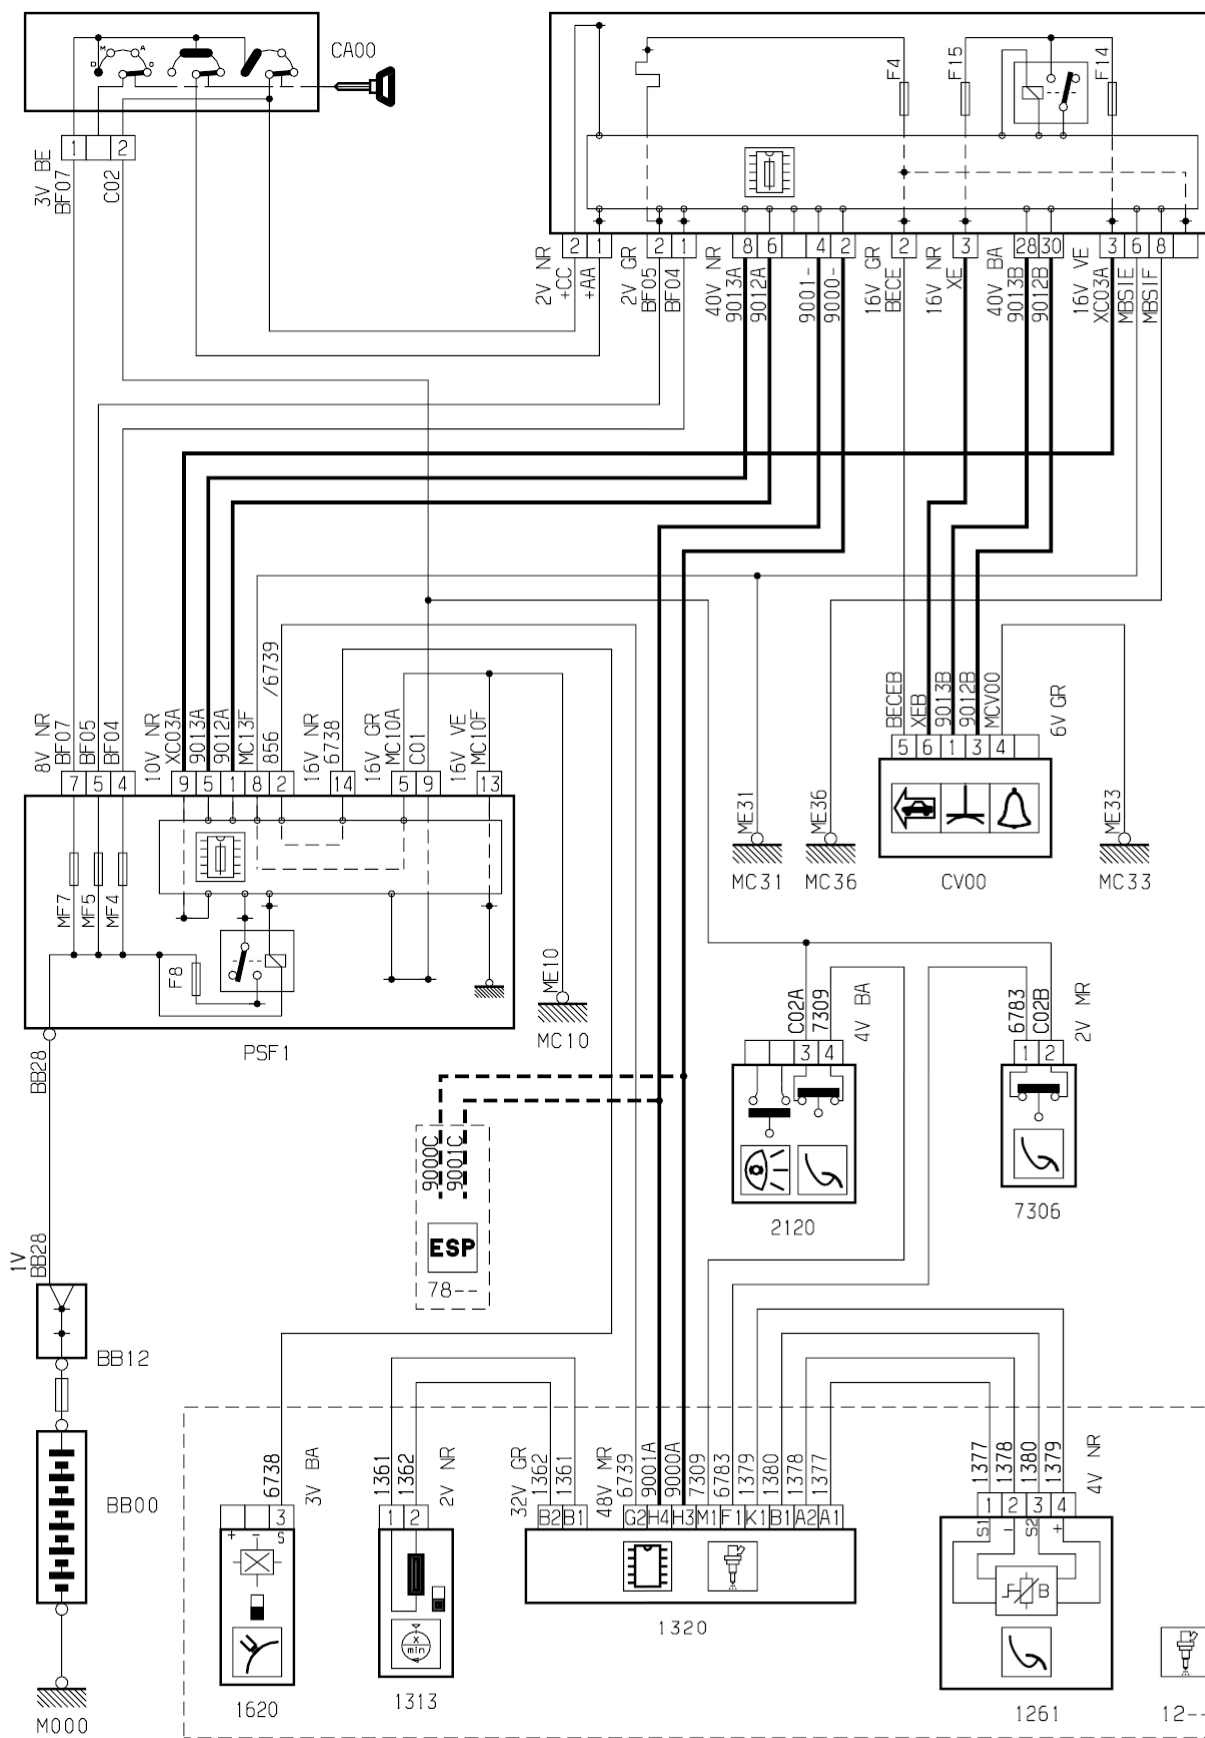 CA00
M A
D D
1 2
3V BE
BF07
C02
F4
F15
F14
2 1 2 1 8 6 4 2 2 3 28 30 3 6 8
2V NR
+CC
+AA
2V GR
BF05
BF04
40V NR
9013A
9012A
9001-
9000-
16V GR
BECE
16V NR
XE
40V BA
9013B
9012B
16V VE
XC03A
MBSIE
MBSIF
8V NR
BF07
BF05
BF04
10V NR
XC03A
9013A
9012A
MC13F
856 /6739
16V NR
6738
16V GR
MC10A
C01
16V VE
MC10F
7 5 4 9 5 1 8 2 14 5 9 13
MF7
MF5
MF4
F8
PSF1
ME10
MC10
BECEB
XEB
9013B
9012B
MCV00
6V GR
5 6 1 3 4
CV00
ME31
MC31
ME36
MC36
ME33
MC33
C02A
7309
4V BA
3 4
2120
6783
C02B
2V MR
1 2
7306
BB28
1V
BB28
BB12
BB00
M000
9000C
9001C
ESP
78--
6738
3V BA
3
+ - S
1620
1361
1362
2V NR
1 2
x
min
1313
32V GR
1362
1361
48V MR
6739
9001A
9000A
7309
6783
1379
1380
1378
1377
B2 B1 G2 H4 H3 M1 F1 K1 B1 A2 A1
1320
1377
1378
1380
1379
4V NR
1 2 3 4
S1 - S2 +
B
1261
12--